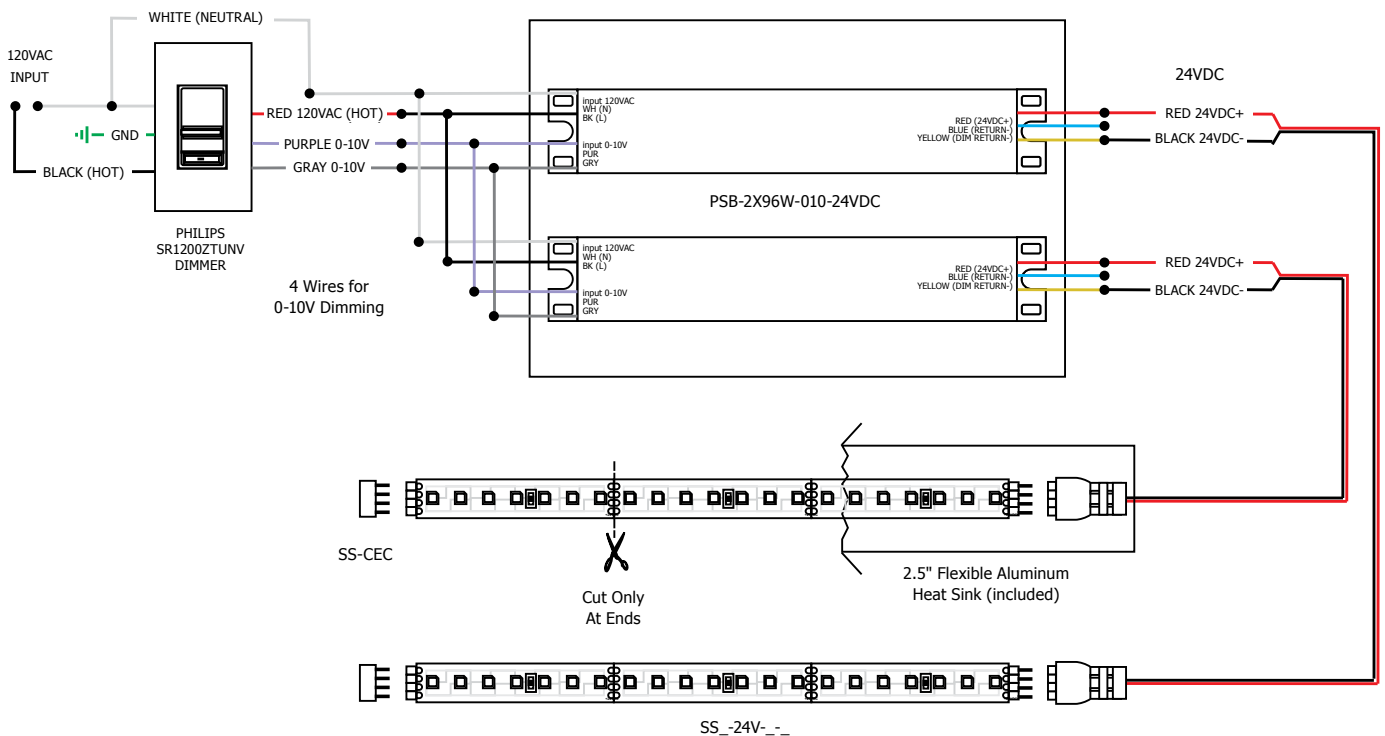 WHITE (NEUTRAL)
120VAC
INPUT
GND
BLACK (HOT)
PHILIPS
SR1200ZTUNV
DIMMER
RED 120VAC (HOT)
PURPLE 0-10V
GRAY 0-10V
4 Wires for
0-10V Dimming
input 120VAC
WH (N)
BK (L)
input 0-10V
PUR
GRY
RED (24VDC+)
BLUE (RETURN-)
YELLOW (DIM RETURN-)
PSB-2X96W-010-24VDC
input 120VAC
WH (N)
BK (L)
input 0-10V
PUR
GRY
RED (24VDC+)
BLUE (RETURN-)
YELLOW (DIM RETURN-)
24VDC
RED 24VDC+
BLACK 24VDC-
RED 24VDC+
BLACK 24VDC-
SS-CEC
Cut Only
At Ends
2.5" Flexible Aluminum
Heat Sink (included)
SS_-24V-_-_